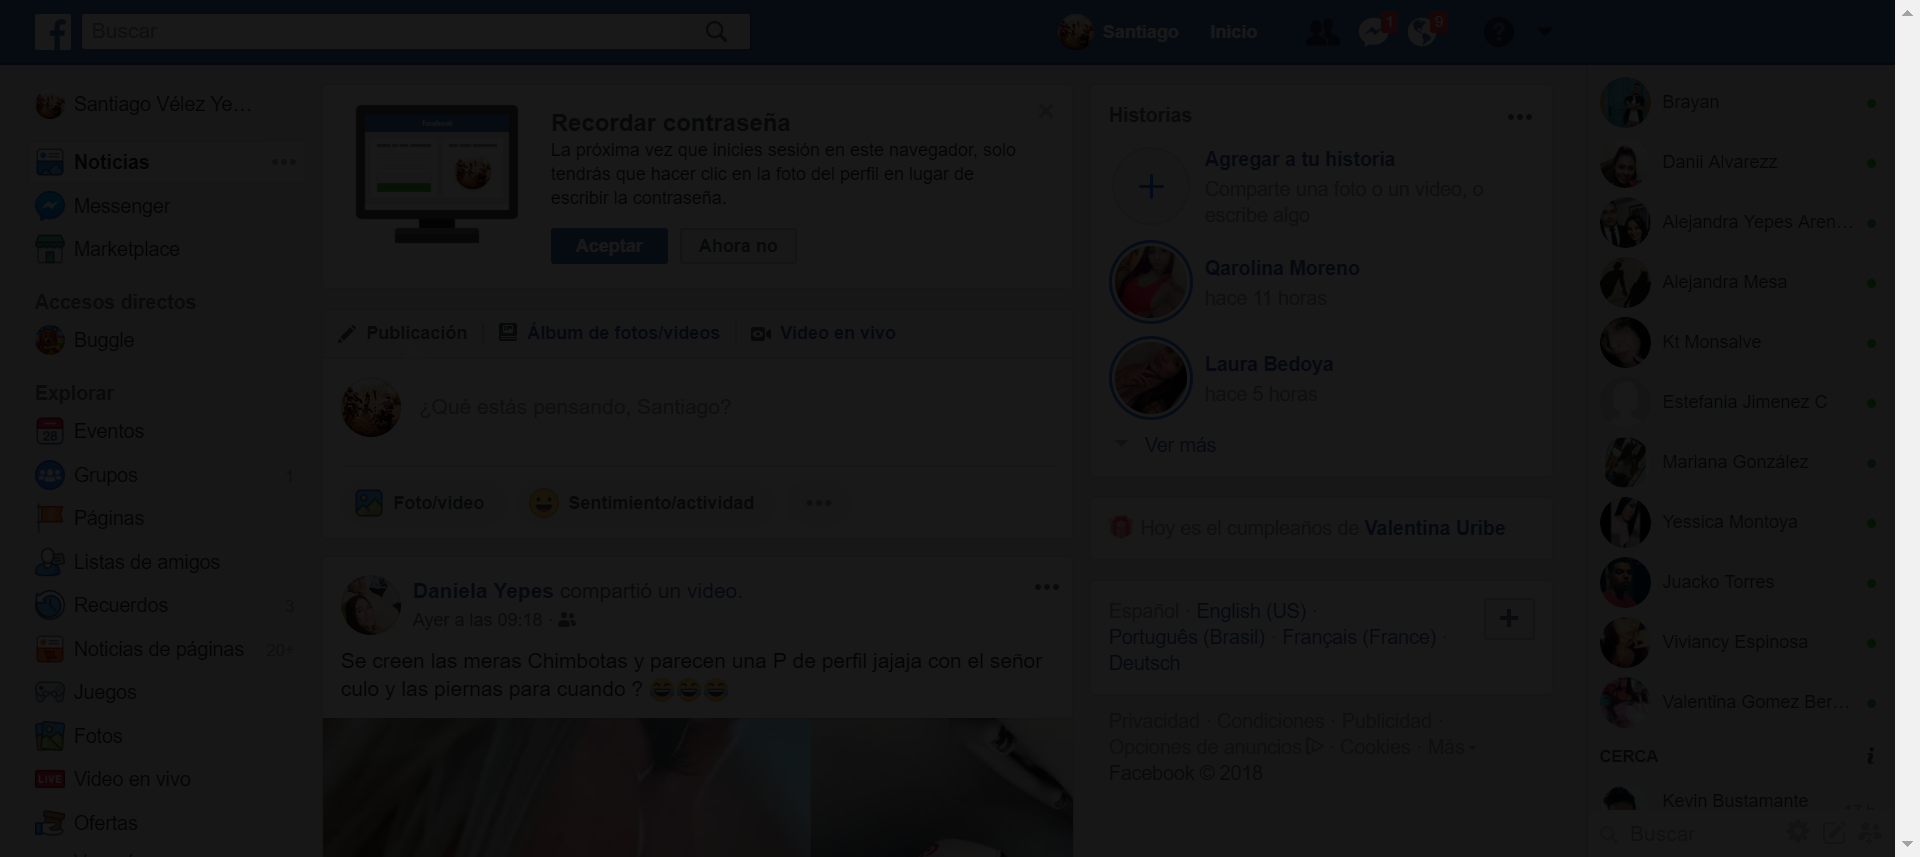 Buscar
Santiago
Inicio
1
9
Santiago Vélez Ye...
Noticias
Messenger
Marketplace
Accesos directos
Buggle
Explorar
28
Eventos
Grupos
1
Páginas
Listas de amigos
Recuerdos
3
Noticias de páginas
20+
Juegos
Fotos
LIVE
Video en vivo
Ofertas
facebook
Recordar contraseña
La próxima vez que inicies sesión en este navegador, solo
tendrás que hacer clic en la foto del perfil en lugar de
escribir la contraseña.
Aceptar
Ahora no
Publicación
Álbum de fotos/videos
Video en vivo
¿Qué estás pensando, Santiago?
Foto/video
Sentimiento/actividad
Daniela Yepes compartió un video.
Ayer a las 09:18 ·
Se creen las meras Chimbotas y parecen una P de perfil jajaja con el señor
culo y las piernas para cuando ? 😂😂😂
Historias
Agregar a tu historia
Comparte una foto o un video, o
escribe algo
Qarolina Moreno
hace 11 horas
Laura Bedoya
hace 5 horas
Ver más
Hoy es el cumpleaños de Valentina Uribe
Español · English (US) ·
Português (Brasil) · Français (France) ·
Deutsch
Privacidad · Condiciones · Publicidad ·
Opciones de anuncios · Cookies · Más
Facebook © 2018
Brayan
Danii Alvarezz
Alejandra Yepes Aren...
Alejandra Mesa
Kt Monsalve
Estefania Jimenez C
Mariana Gonzàlez
Yessica Montoya
Juacko Torres
Viviancy Espinosa
Valentina Gomez Ber...
CERCA
Kevin Bustamante
Buscar